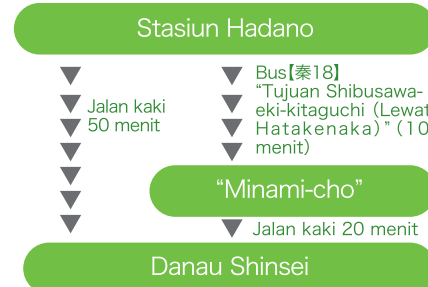 Stasiun Hadano
Jalan kaki
50 menit
Bus【秦18】
“Tujuan Shibusawa-
eki-kitaguchi (Lewat
Hatakenaka)” (10
menit)
“Minami-cho”
Jalan kaki 20 menit
Danau Shinsei